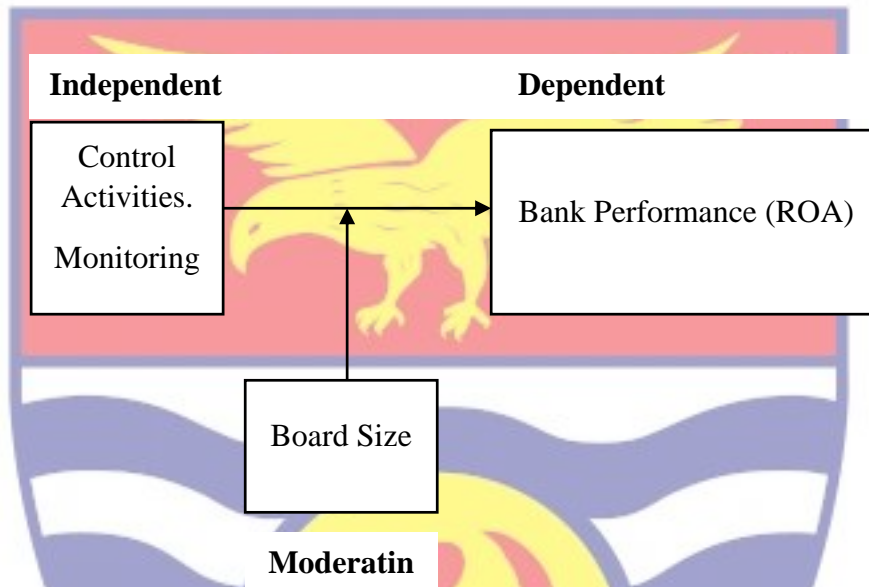 Independent
Dependent
Control
Activities.
Monitoring
Bank Performance (ROA)
Board Size
Moderatin